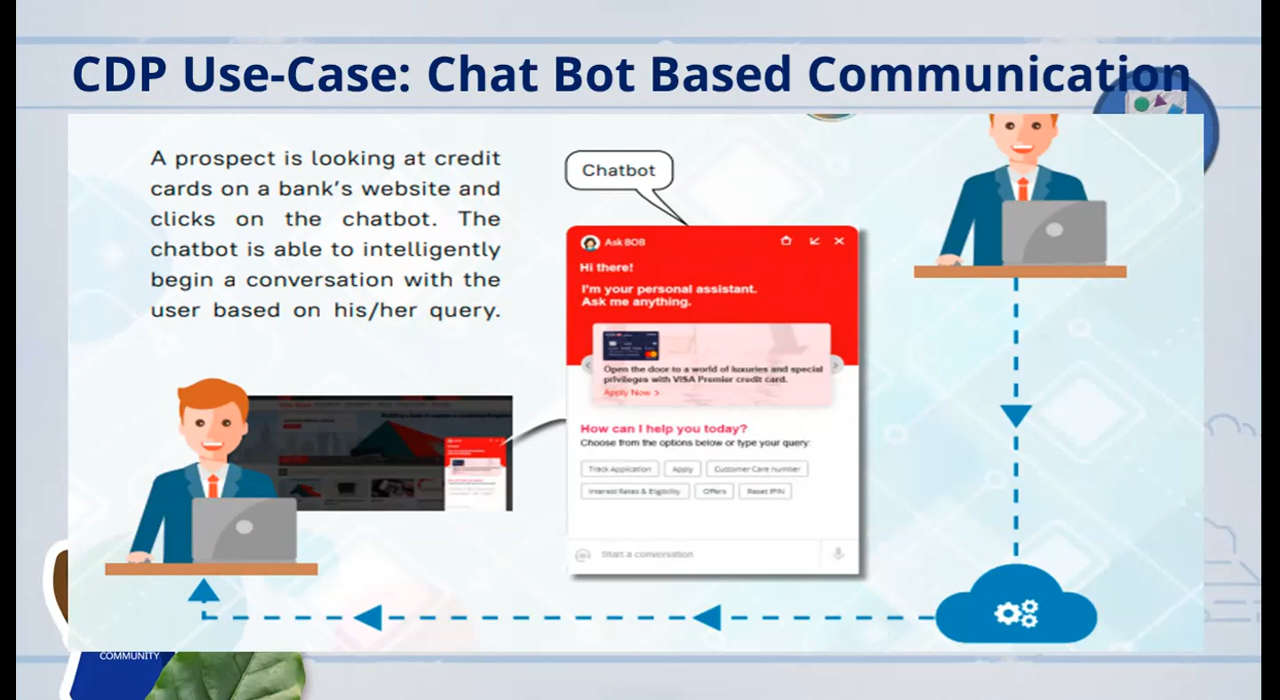 CDP Use-Case: Chat Bot Based Communication
A prospect is looking at credit
cards on a bank's website and
clicks on the chatbot. The
chatbot is able to intelligently
begin a conversation with the
user based on his/her query.
Chatbot
Ask BOB
Hi there!
I'm your personal assistant.
Ask me anything.
Open the door to a world of luxuries and special
privileges with VISA Premier credit card.
Apply Now >
How can I help you today?
Choose from the options below or type your query:
Track Application Apply Customer Care number
Interest Rates & Eligibility Offers Reset IPIN
Start a conversation
COMMUNITY